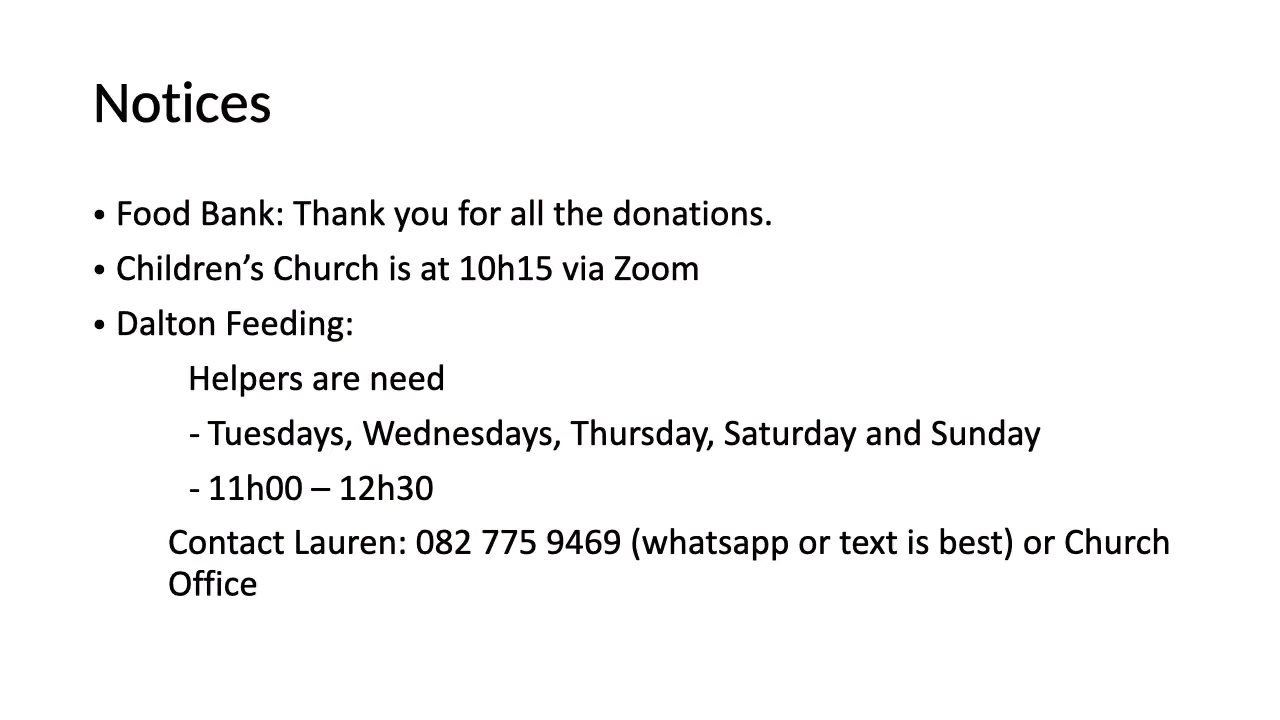 Notices
• Food Bank: Thank you for all the donations.
• Children’s Church is at 10h15 via Zoom
• Dalton Feeding:
Helpers are need
- Tuesdays, Wednesdays, Thursday, Saturday and Sunday
- 11h00 – 12h30
Contact Lauren: 082 775 9469 (whatsapp or text is best) or Church
Office